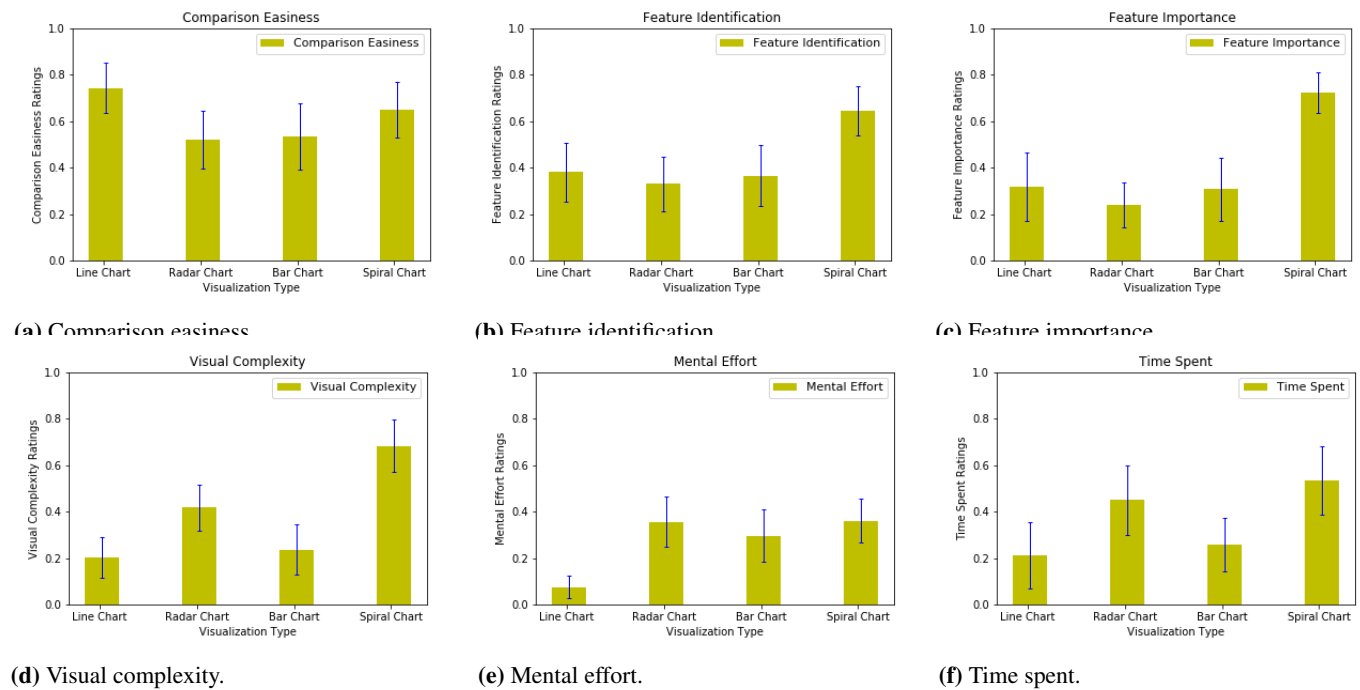 Comparison Easiness
1.0
0.8
0.6
0.4
0.2
0.0
Comparison Easiness Ratings
Comparison Easiness
Line Chart Radar Chart Bar Chart Spiral Chart
Visualization Type
(a) Comparison easiness
Feature Identification
1.0
0.8
0.6
0.4
0.2
0.0
Feature Identification Ratings
Feature Identification
Line Chart Radar Chart Bar Chart Spiral Chart
Visualization Type
(b) Feature identification
Feature Importance
1.0
0.8
0.6
0.4
0.2
0.0
Feature Importance Ratings
Feature Importance
Line Chart Radar Chart Bar Chart Spiral Chart
Visualization Type
(c) Feature importance
Visual Complexity
1.0
0.8
0.6
0.4
0.2
0.0
Visual Complexity Ratings
Visual Complexity
Line Chart Radar Chart Bar Chart Spiral Chart
Visualization Type
(d) Visual complexity.
Mental Effort
1.0
0.8
0.6
0.4
0.2
0.0
Mental Effort Ratings
Mental Effort
Line Chart Radar Chart Bar Chart Spiral Chart
Visualization Type
(e) Mental effort.
Time Spent
1.0
0.8
0.6
0.4
0.2
0.0
Time Spent Ratings
Time Spent
Line Chart Radar Chart Bar Chart Spiral Chart
Visualization Type
(f) Time spent.